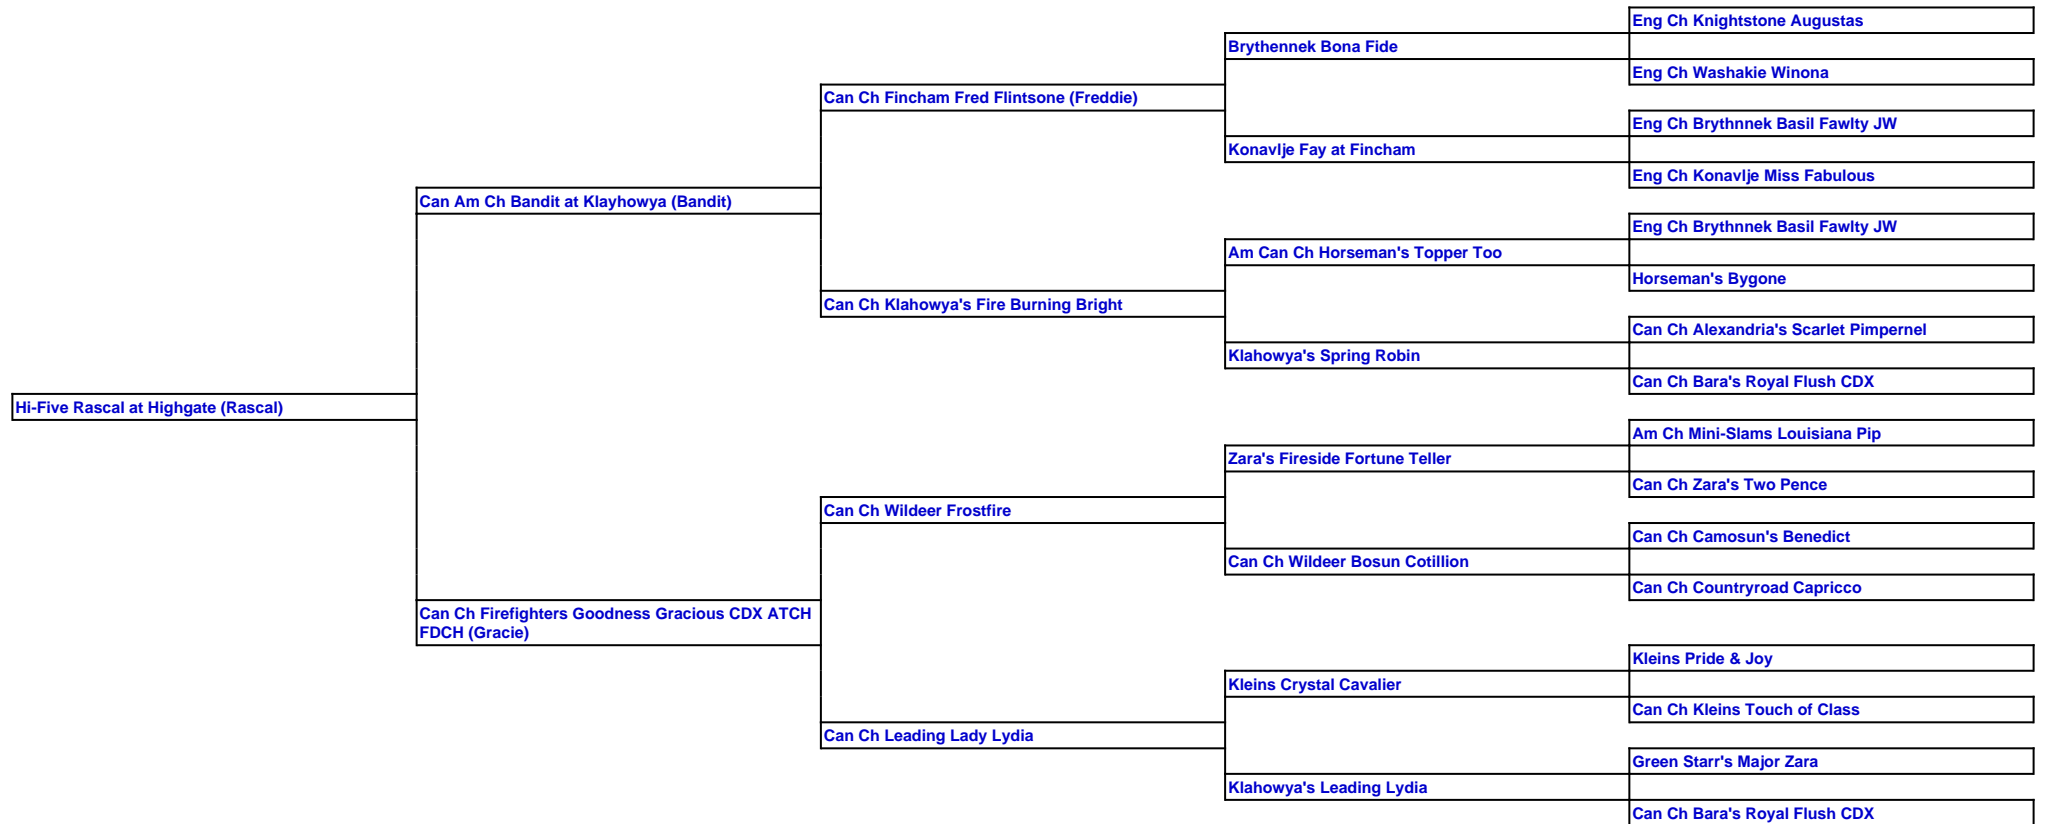 Eng Ch Knightstone Augustas
Brythennek Bona Fide
Eng Ch Washakie Winona
Can Ch Fincham Fred Flintsone (Freddie)
Eng Ch Brythnnek Basil Fawlty JW
Konavlje Fay at Fincham
Eng Ch Konavlje Miss Fabulous
Can Am Ch Bandit at Klayhowya (Bandit)
Eng Ch Brythnnek Basil Fawlty JW
Am Can Ch Horseman's Topper Too
Horseman's Bygone
Can Ch Klahowya's Fire Burning Bright
Can Ch Alexandria's Scarlet Pimpernel
Klahowya's Spring Robin
Can Ch Bara's Royal Flush CDX
Hi-Five Rascal at Highgate (Rascal)
Am Ch Mini-Slams Louisiana Pip
Zara's Fireside Fortune Teller
Can Ch Zara's Two Pence
Can Ch Wildeer Frostfire
Can Ch Camosun's Benedict
Can Ch Wildeer Bosun Cotillion
Can Ch Countryroad Capricco
Can Ch Firefighters Goodness Gracious CDX ATCH
FDCH (Gracie)
Kleins Pride & Joy
Kleins Crystal Cavalier
Can Ch Kleins Touch of Class
Can Ch Leading Lady Lydia
Green Starr's Major Zara
Klahowya's Leading Lydia
Can Ch Bara's Royal Flush CDX